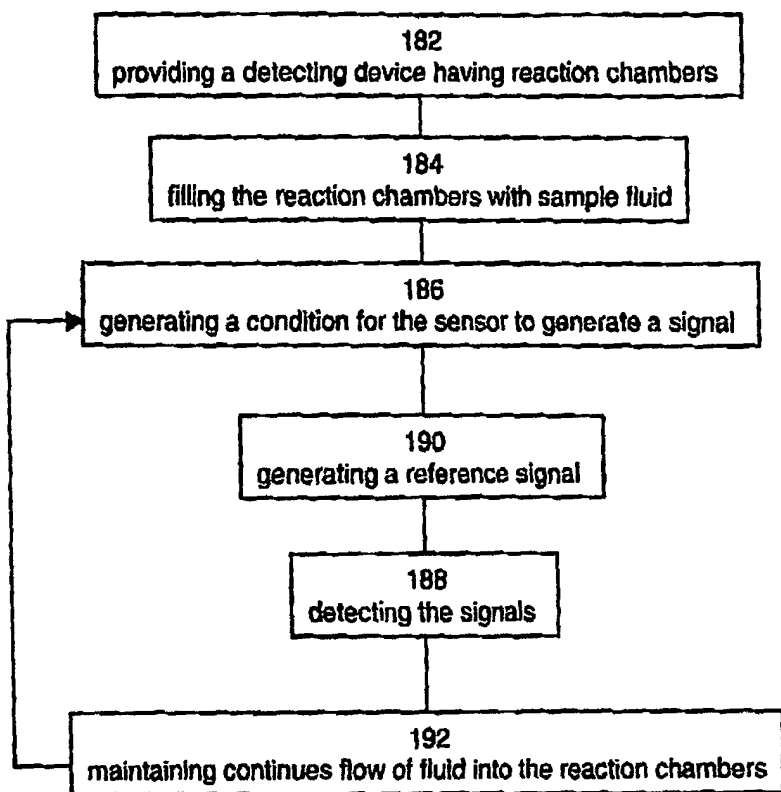 182
providing a detecting device having reaction chambers
184
filling the reaction chambers with sample fluid
186
generating a condition for the sensor to generate a signal
190
generating a reference signal
188
detecting the signals
192
maintaining continues flow of fluid into the reaction chambers